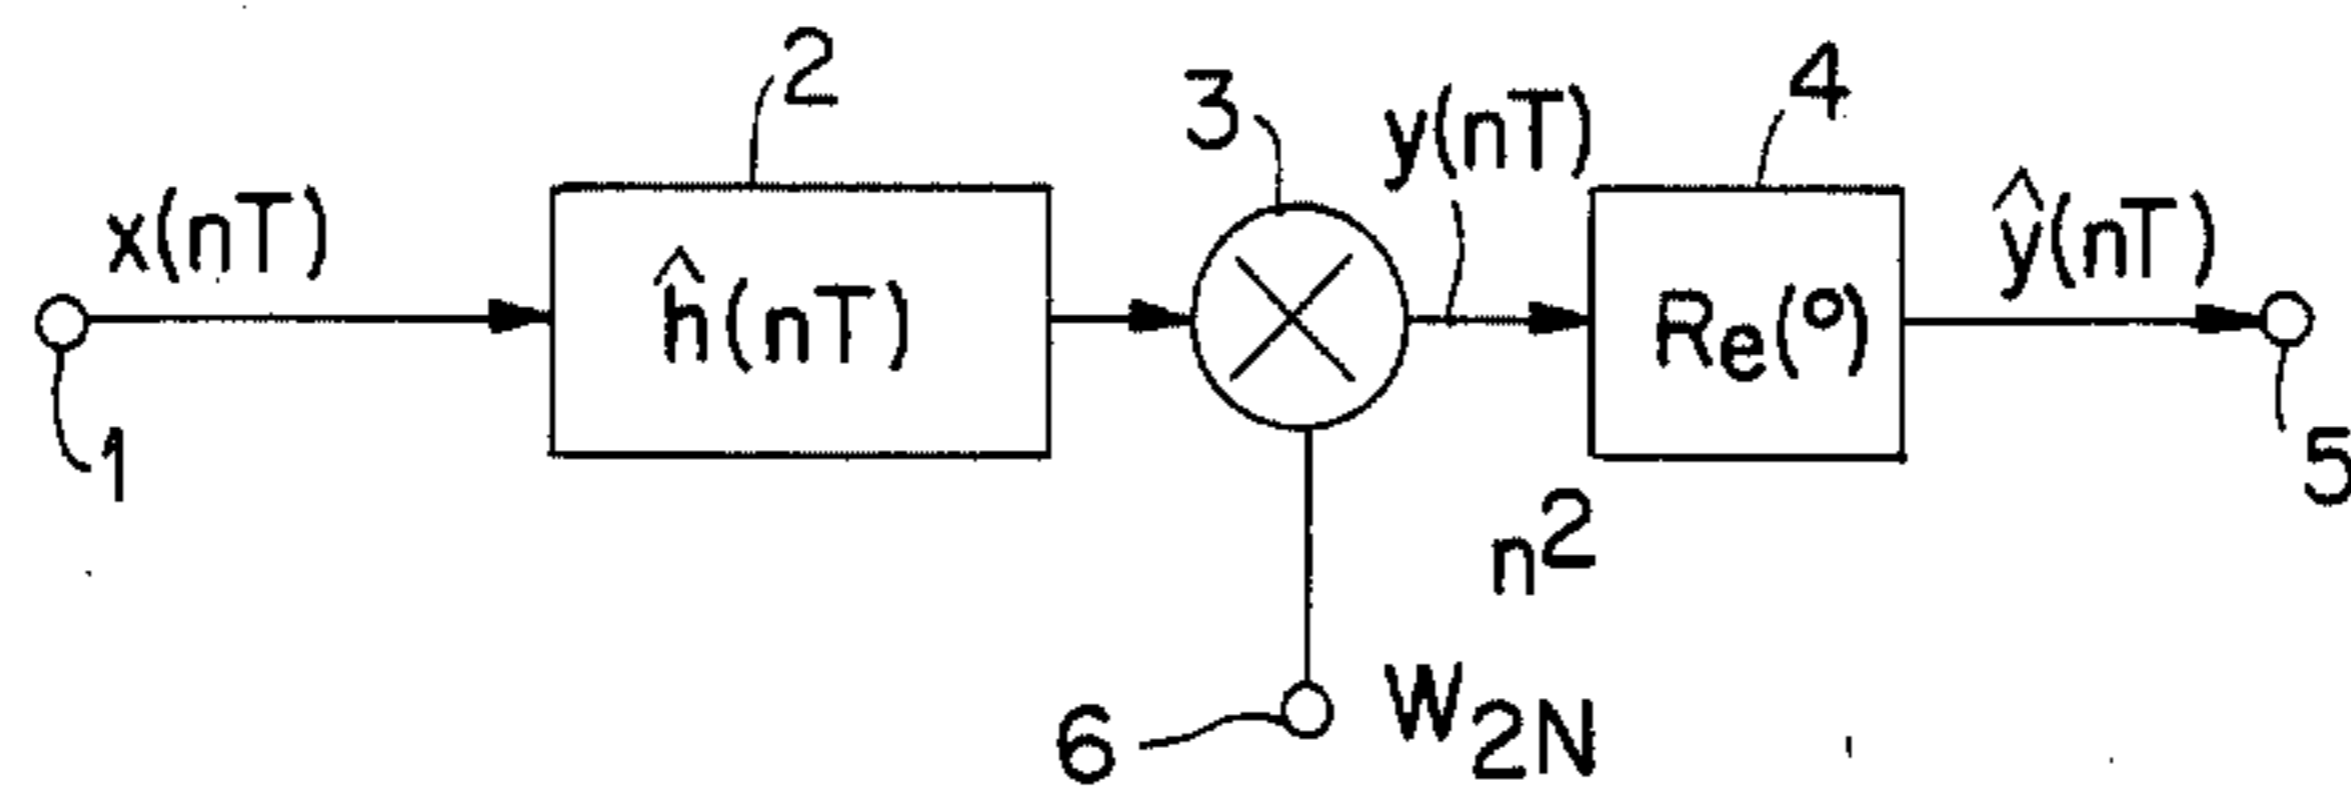 2
4
3
y(nT)
x(nT)
ŷ(nT)
ĥ(nT)
Re(°)
1
5
n²
6
W₂N